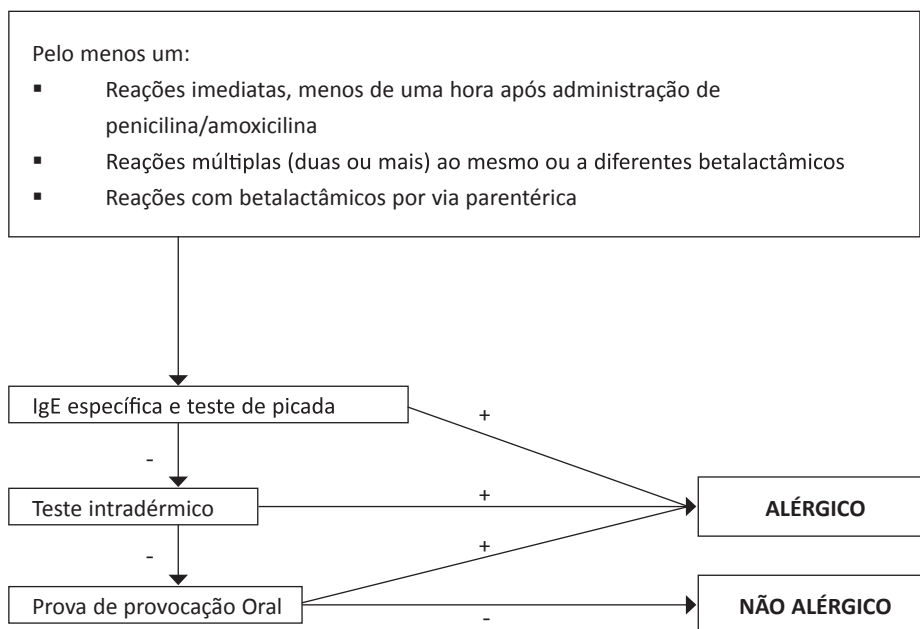 Pelo menos um:
▪ Reações imediatas, menos de uma hora após administração de
penicilina/amoxicilina
▪ Reações múltiplas (duas ou mais) ao mesmo ou a diferentes betalactâmicos
▪ Reações com betalactâmicos por via parentérica
IgE específica e teste de picada
+
-
Teste intradérmico
+
ALÉRGICO
-
+
Prova de provocação Oral
-
NÃO ALÉRGICO